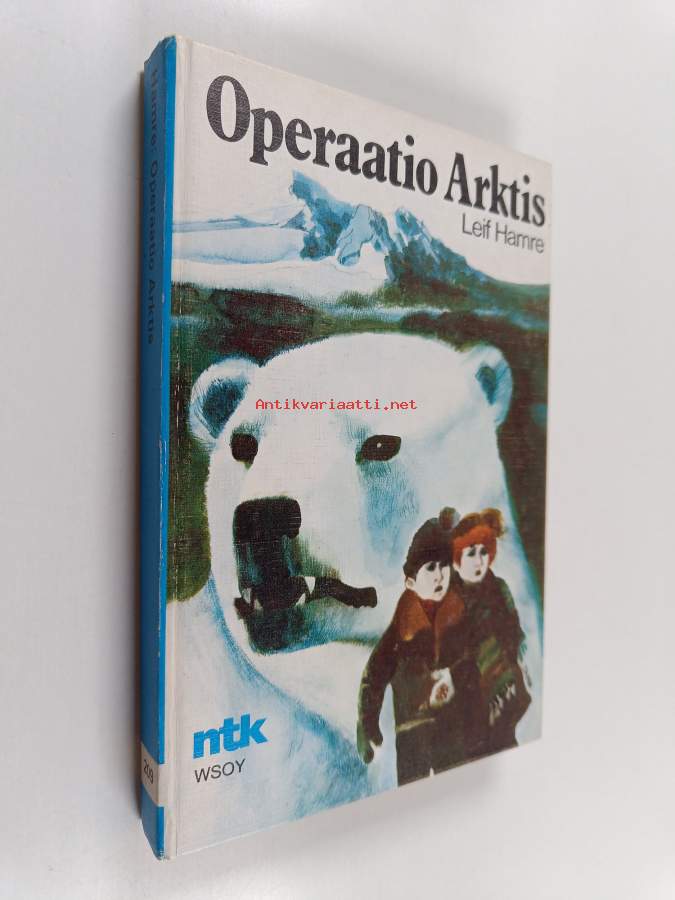 Operaatio Arktis
Leif Hamre
Hamre: Operaatio Arktis
Antikvariaatti.net
ntk
WSOY
209